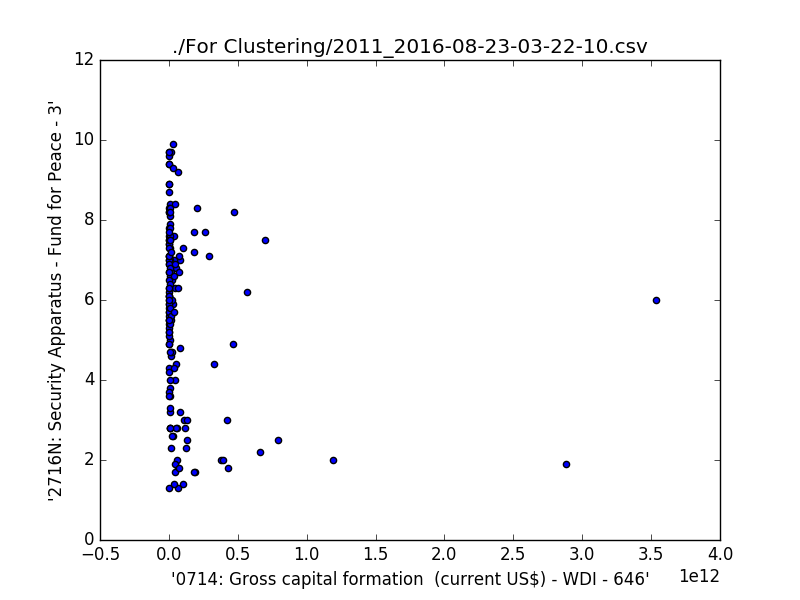 ./For Clustering/2011_2016-08-23-03-22-10.csv
12
10
8
6
4
2
0
'2716N: Security Apparatus - Fund for Peace - 3'
−0.5 0.0 0.5 1.0 1.5 2.0 2.5 3.0 3.5 4.0
1e12
'0714: Gross capital formation  (current US$) - WDI - 646'